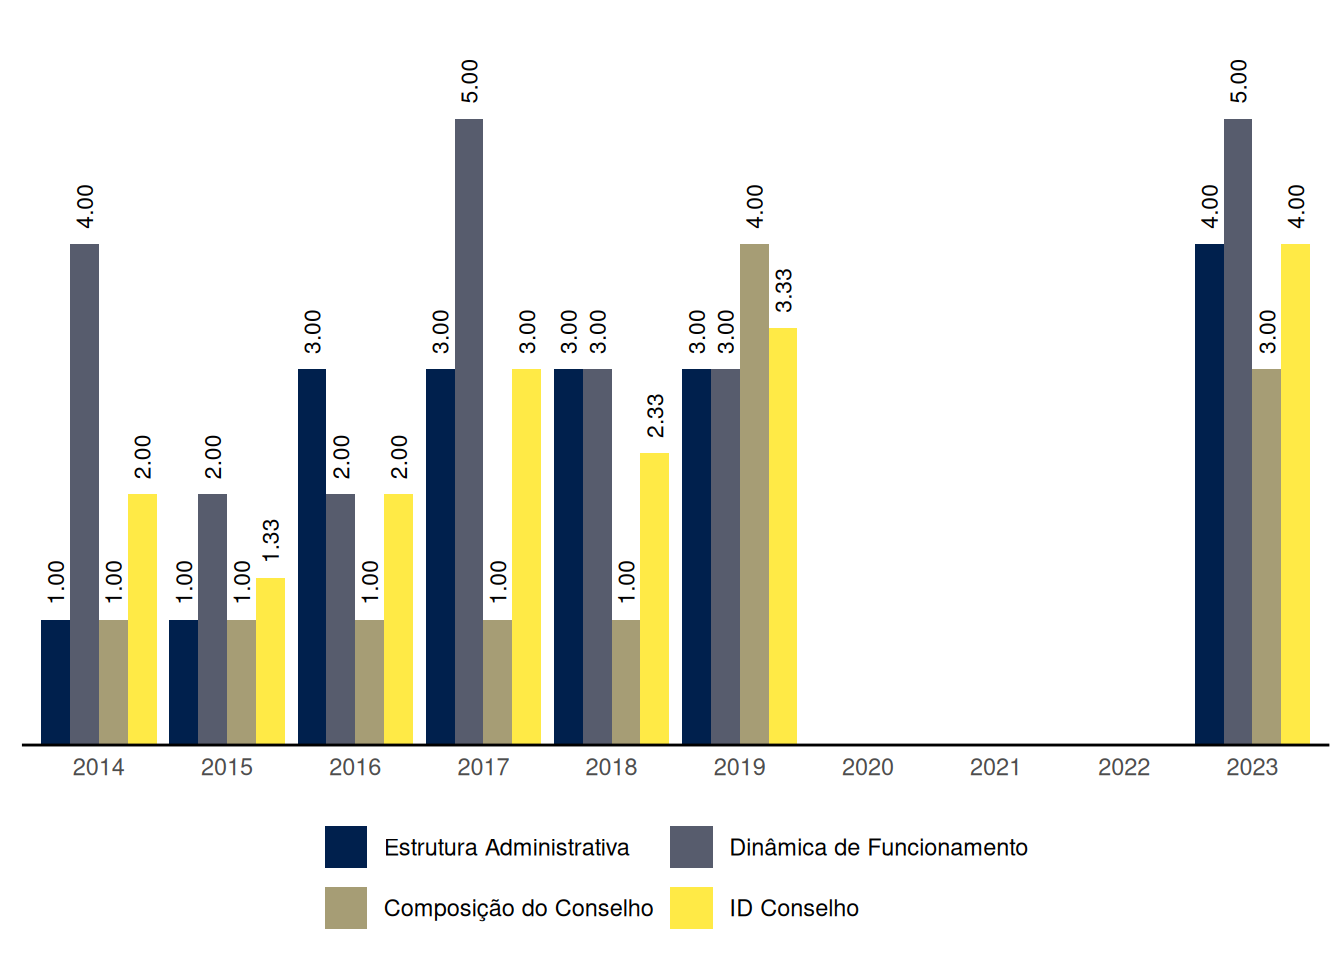 1.00 4.00 1.00 2.00
1.00 2.00 1.00 1.33
3.00 2.00 1.00 2.00
3.00 5.00 1.00 3.00
3.00 3.00 1.00 2.33
3.00 3.00 4.00 3.33
4.00 5.00 3.00 4.00
2014 2015 2016 2017 2018 2019 2020 2021 2022 2023
Estrutura Administrativa Dinâmica de Funcionamento
Composição do Conselho ID Conselho